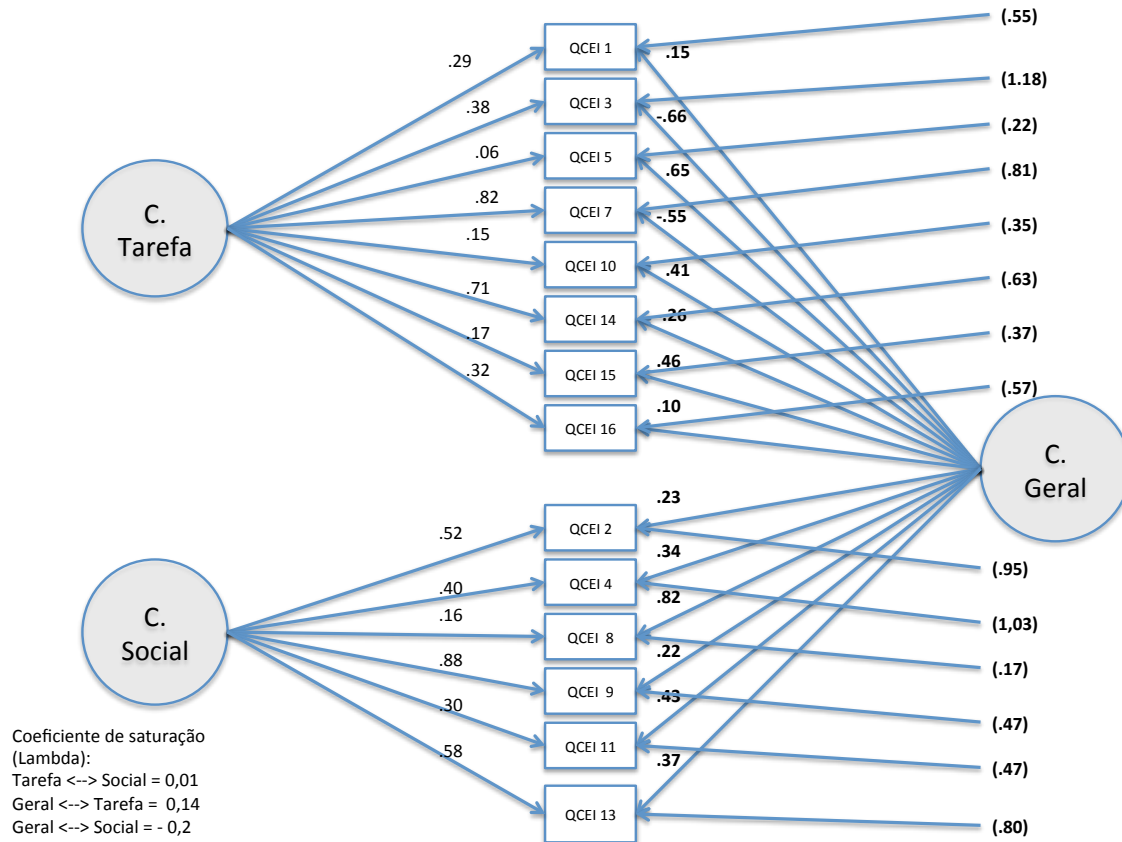 (.55)
.29
QCEI 1
.15
(1.18)
.38
QCEI 3
-.66
(.22)
.06
QCEI 5
.65
(.81)
.82
QCEI 7
-.55
C.
Tarefa
(.35)
.15
QCEI 10
.41
(.63)
.71
QCEI 14
.26
(.37)
.17
QCEI 15
.46
(.57)
.32
QCEI 16
.10
C.
Geral
.23
.52
QCEI 2
(.95)
.34
.40
QCEI 4
.82
(1,03)
C.
Social
.16
QCEI 8
.22
(.17)
.88
QCEI 9
.43
(.47)
.30
QCEI 11
.37
(.47)
.58
QCEI 13
(.80)
Coeficiente de saturação
(Lambda):
Tarefa <--> Social = 0,01
Geral <--> Tarefa = 0,14
Geral <--> Social = - 0,2